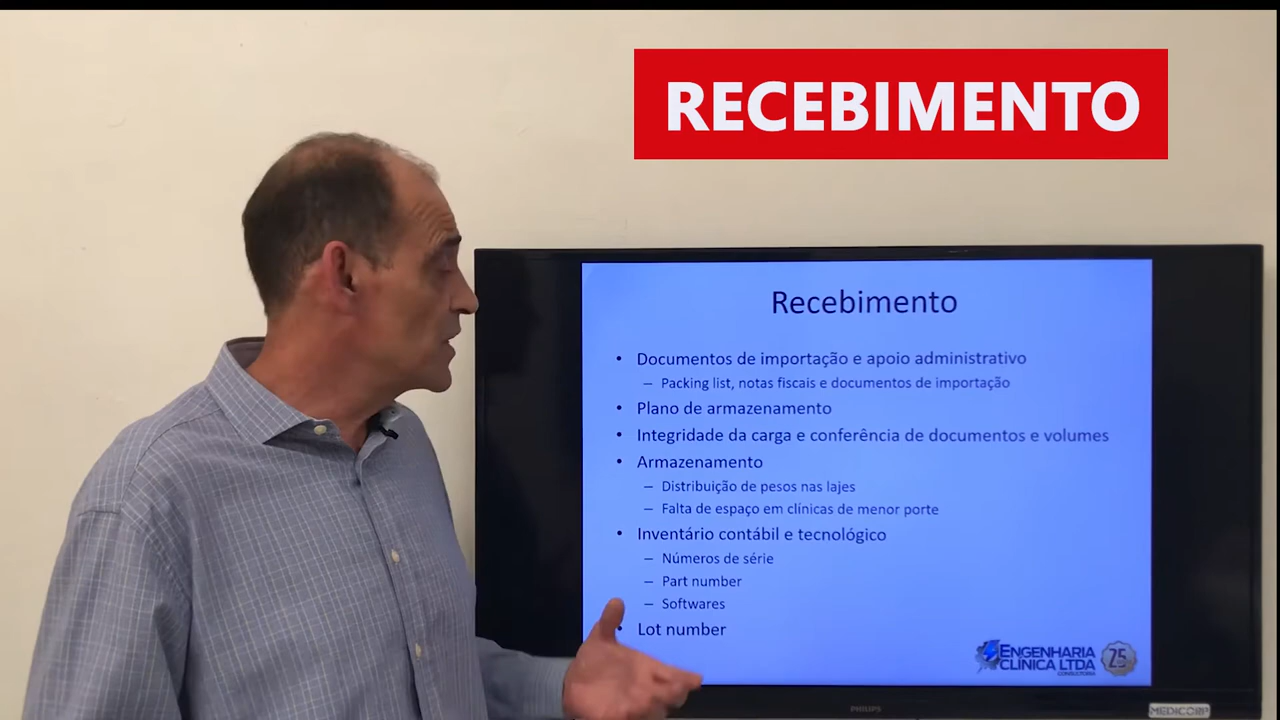 RECEBIMENTO
Recebimento
• Documentos de importação e apoio administrativo
– Packing list, notas fiscais e documentos de importação
• Plano de armazenamento
• Integridade da carga e conferência de documentos e volumes
• Armazenamento
– Distribuição de pesos nas lajes
– Falta de espaço em clínicas de menor porte
• Inventário contábil e tecnológico
– Números de série
– Part number
– Softwares
• Lot number
ENGENHARIA
CLÍNICA LTDA
CONSULTORIA
25
PHILIPS
MEDICORP